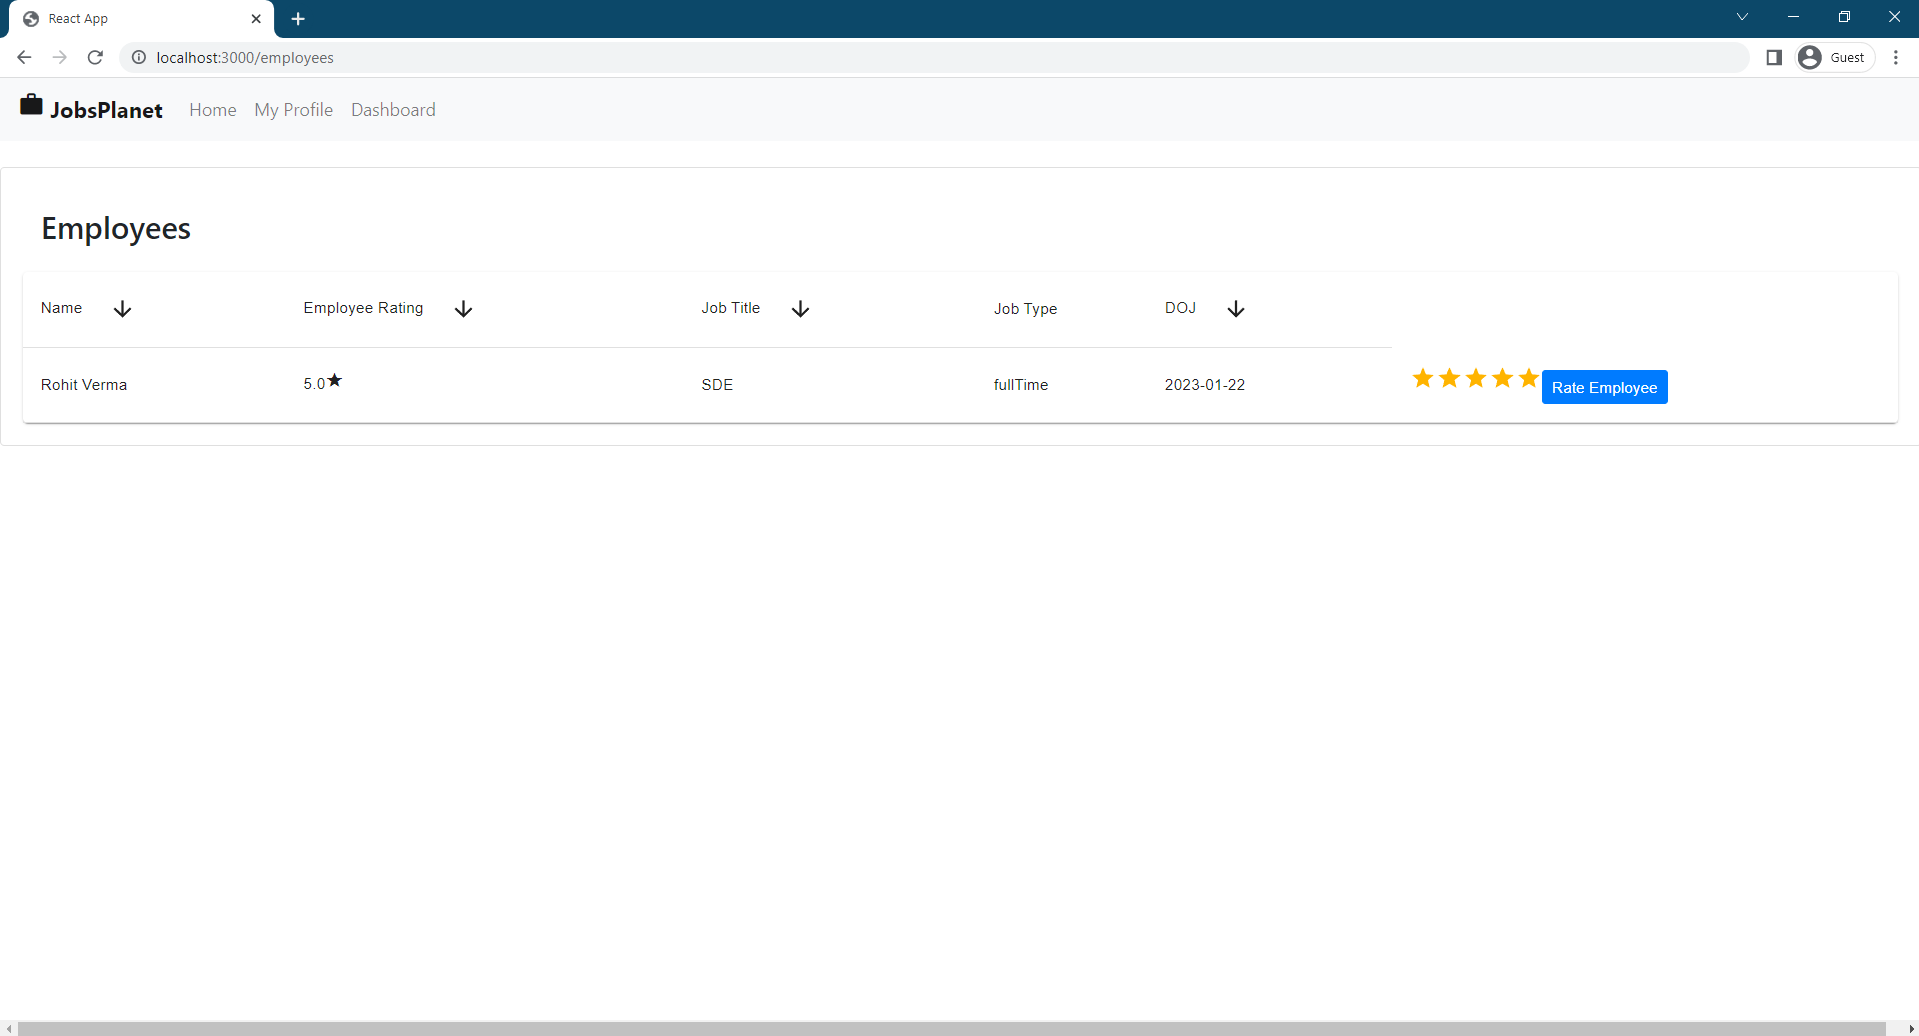 React App
localhost:3000/employees
Guest
JobsPlanet Home My Profile Dashboard
Employees
Name Employee Rating Job Title Job Type DOJ
Rohit Verma 5.0★ SDE fullTime 2023-01-22 Rate Employee